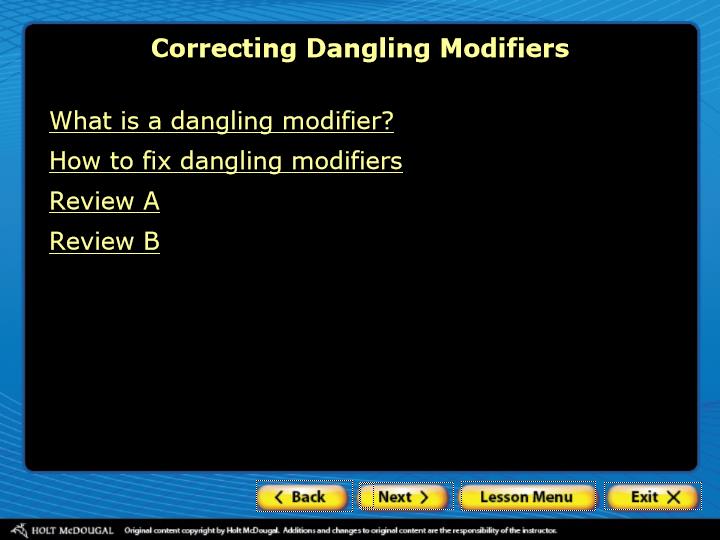 Correcting Dangling Modifiers
What is a dangling modifier?
How to fix dangling modifiers
Review A
Review B
Back Next Lesson Menu Exit
HOLT McDOUGAL Original content copyright by Holt McDougal. Additions and changes to original content are the responsibility of the instructor.